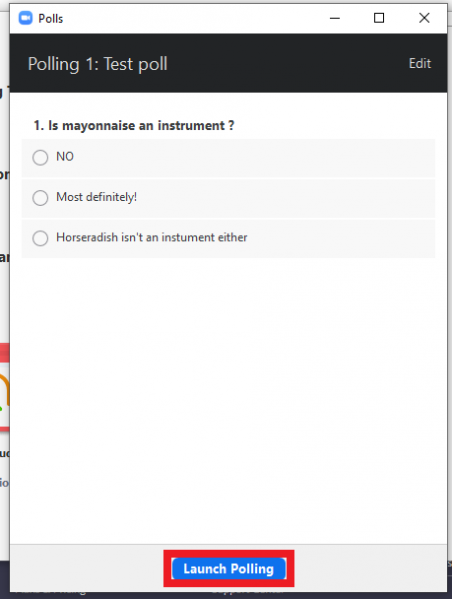 Polls
Polling 1: Test poll
Edit
1. Is mayonnaise an instrument ?
NO
Most definitely!
Horseradish isn't an instument either
Launch Polling